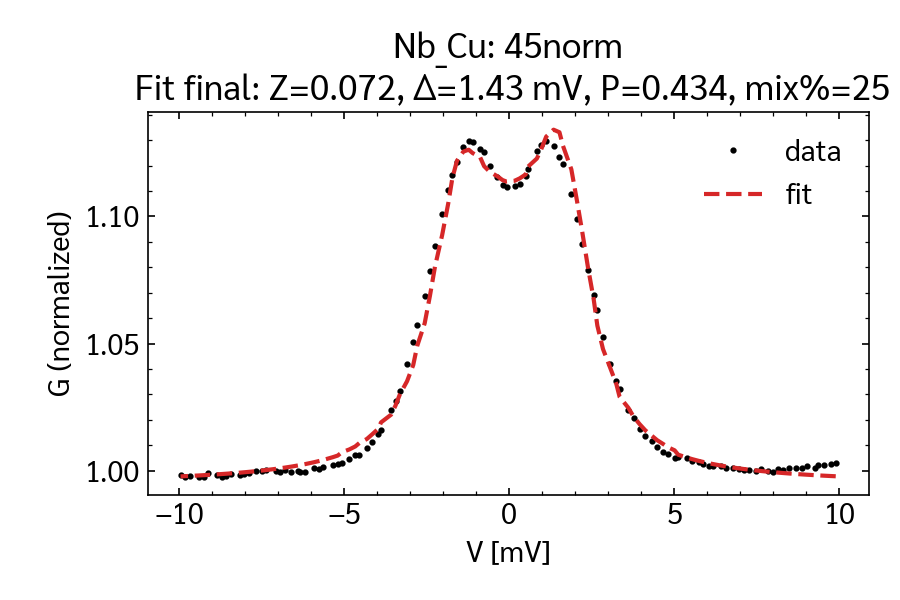 Nb_Cu: 45norm
Fit final: Z=0.072, Δ=1.43 mV, P=0.434, mix%=25
data
fit
G (normalized)
1.10
1.05
1.00
−10
−5
0
5
10
V [mV]